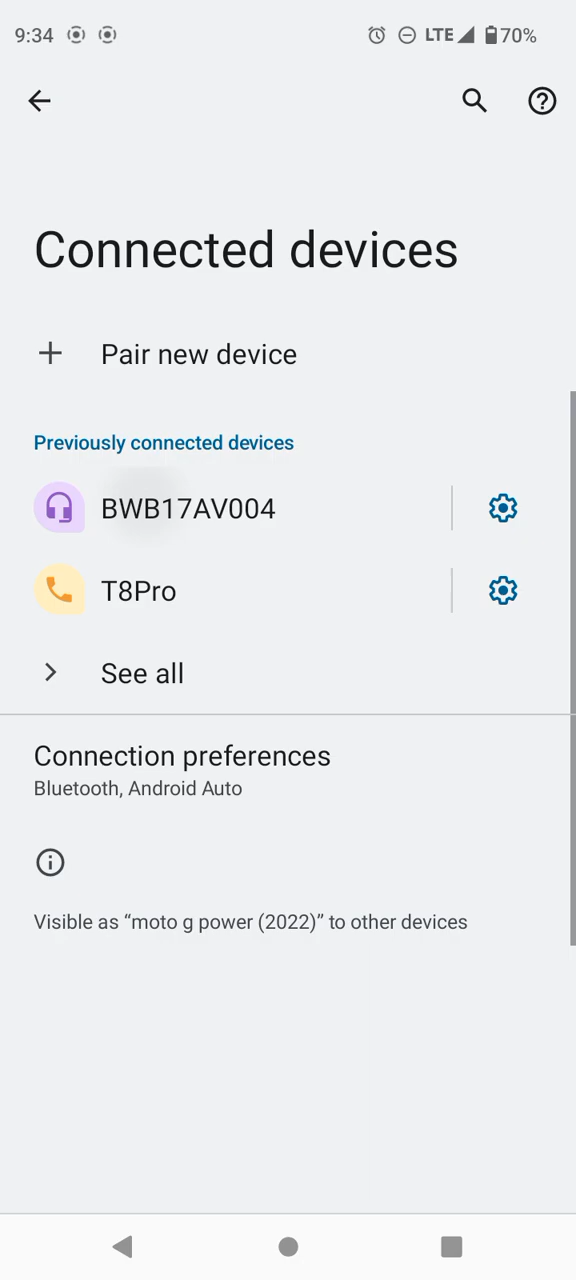 9:34 LTE 70%
Connected devices
Pair new device
Previously connected devices
BWB17AV004
T8Pro
See all
Connection preferences
Bluetooth, Android Auto
Visible as “moto g power (2022)” to other devices